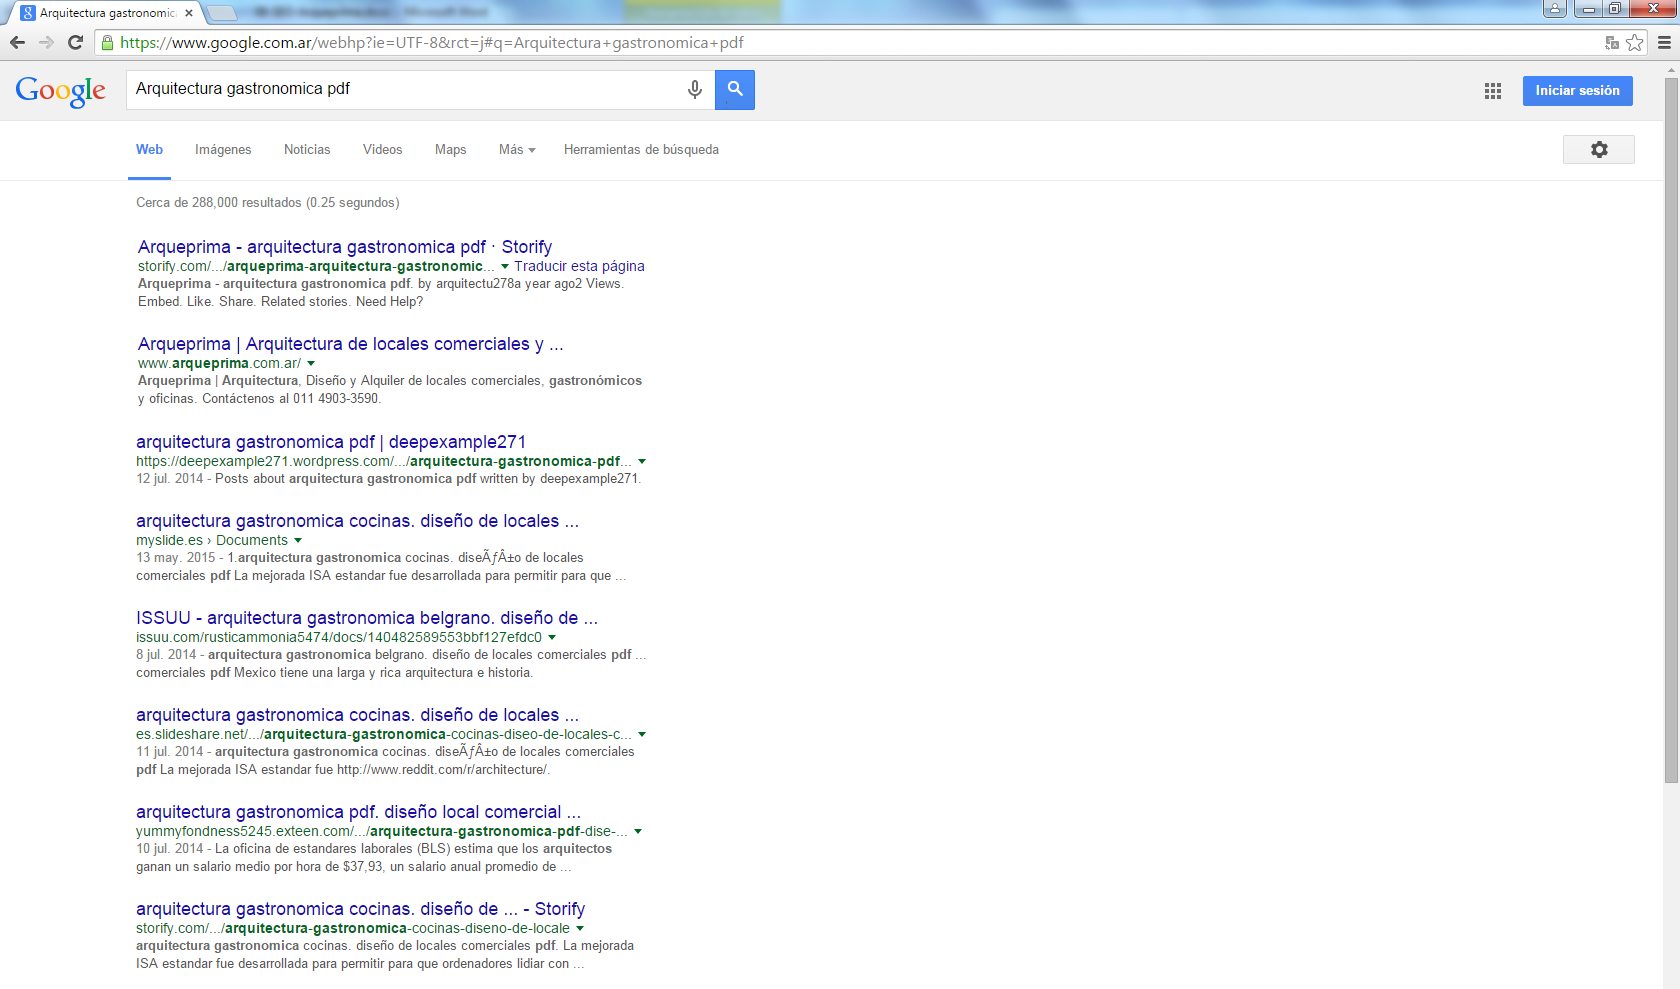 Arquitectura gastronomica
https://www.google.com.ar/webhp?ie=UTF-8&rct=j#q=Arquitectura+gastronomica+pdf
Google
Arquitectura gastronomica pdf
Iniciar sesión
Web Imágenes Noticias Videos Maps Más Herramientas de búsqueda
Cerca de 288,000 resultados (0.25 segundos)
Arqueprima - arquitectura gastronomica pdf · Storify
storify.com/.../arqueprima-arquitectura-gastronomic... Traducir esta página
Arqueprima - arquitectura gastronomica pdf. by arquitectu278a year ago2 Views.
Embed. Like. Share. Related stories. Need Help?
Arqueprima | Arquitectura de locales comerciales y ...
www.arqueprima.com.ar/
Arqueprima | Arquitectura, Diseño y Alquiler de locales comerciales, gastronómicos
y oficinas. Contáctenos al 011 4903-3590.
arquitectura gastronomica pdf | deepexample271
https://deepexample271.wordpress.com/.../arquitectura-gastronomica-pdf...
12 jul. 2014 - Posts about arquitectura gastronomica pdf written by deepexample271.
arquitectura gastronomica cocinas. diseño de locales ...
myslide.es › Documents
13 may. 2015 - 1.arquitectura gastronomica cocinas. diseÃƒÂ±o de locales
comerciales pdf La mejorada ISA estandar fue desarrollada para permitir para que ...
ISSUU - arquitectura gastronomica belgrano. diseño de ...
issuu.com/rusticammonia5474/docs/140482589553bbf127efdc0
8 jul. 2014 - arquitectura gastronomica belgrano. diseño de locales comerciales pdf ...
comerciales pdf Mexico tiene una larga y rica arquitectura e historia.
arquitectura gastronomica cocinas. diseño de locales ...
es.slideshare.net/.../arquitectura-gastronomica-cocinas-diseo-de-locales-c...
11 jul. 2014 - arquitectura gastronomica cocinas. diseÃƒÂ±o de locales comerciales
pdf La mejorada ISA estandar fue http://www.reddit.com/r/architecture/.
arquitectura gastronomica pdf. diseño local comercial ...
yummyfondness5245.exteen.com/.../arquitectura-gastronomica-pdf-dise-...
10 jul. 2014 - La oficina de estandares laborales (BLS) estima que los arquitectos
ganan un salario medio por hora de $37,93, un salario anual promedio de ...
arquitectura gastronomica cocinas. diseño de ... - Storify
storify.com/.../arquitectura-gastronomica-cocinas-diseno-de-locale
arquitectura gastronomica cocinas. diseño de locales comerciales pdf. La mejorada
ISA estandar fue desarrollada para permitir para que ordenadores lidiar con ...